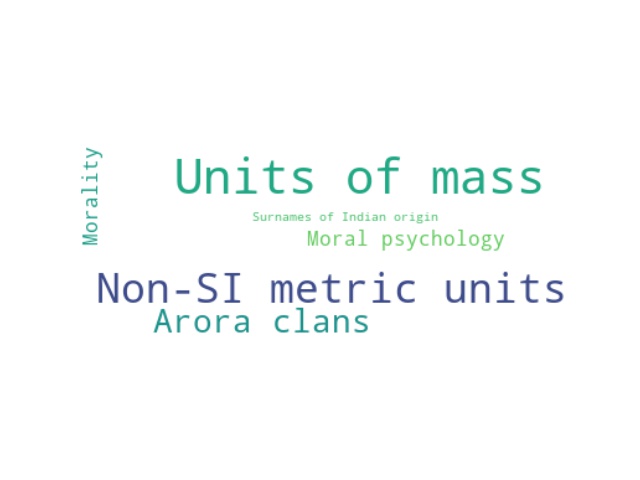 Morality
Units of mass
Surnames of Indian origin
Moral psychology
Non-SI metric units
Arora clans